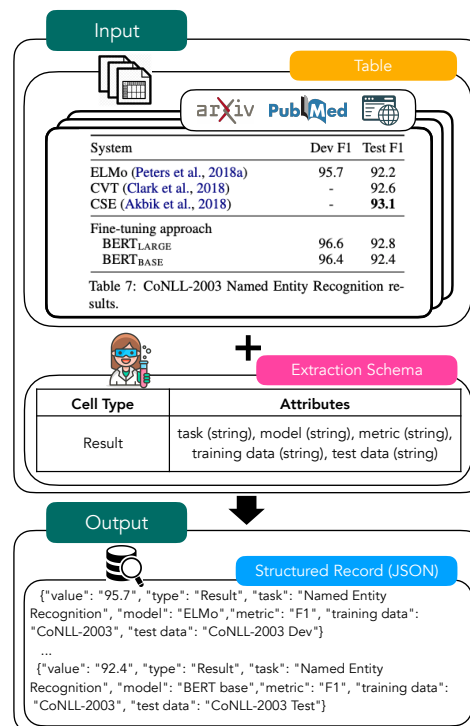 Input
Table
arXiv PubMed
System Dev F1 Test F1
ELMo (Peters et al., 2018a) 95.7 92.2
CVT (Clark et al., 2018) - 92.6
CSE (Akbik et al., 2018) - 93.1
Fine-tuning approach
BERT_LARGE 96.6 92.8
BERT_BASE 96.4 92.4
Table 7: CoNLL-2003 Named Entity Recognition re-
sults.
+
Extraction Schema
Cell Type Attributes
Result task (string), model (string), metric (string),
training data (string), test data (string)
Output
Structured Record (JSON)
{"value": "95.7", "type": "Result", "task": "Named Entity
Recognition", "model": "ELMo","metric": "F1", "training data":
"CoNLL-2003", "test data": "CoNLL-2003 Dev"}
...
{"value": "92.4", "type": "Result", "task": "Named Entity
Recognition", "model": "BERT base","metric": "F1", "training data":
"CoNLL-2003", "test data": "CoNLL-2003 Test"}